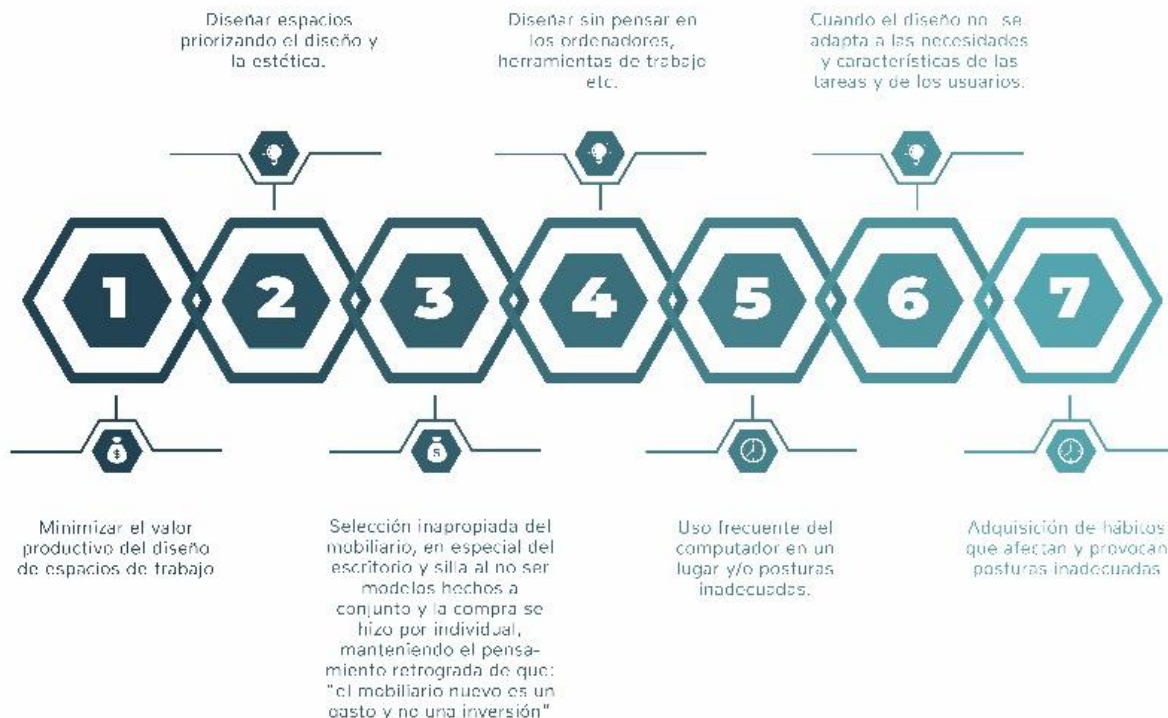 Diseñar espacios
priorizando el diseño y
la estética.
Diseñar sin pensar en
los ordenadores,
herramientas de trabajo
etc.
Cuando el diseño no se
adapta a las necesidades
y características de las
tareas y de los usuarios.
1
2
3
4
5
6
7
Minimizar el valor
productivo del diseño
de espacios de trabajo
Selección inapropiada del
mobiliario, en especial del
escritorio y silla al no ser
modelos hechos a
conjunto y la compra se
hizo por individual,
manteniendo el pensa-
miento retrograda de que:
"el mobiliario nuevo es un
gasto y no una inversión"
Uso frecuente del
computador en un
lugar y/o posturas
inadecuadas.
Adquisición de hábitos
que afectan y provocan
posturas inadecuadas